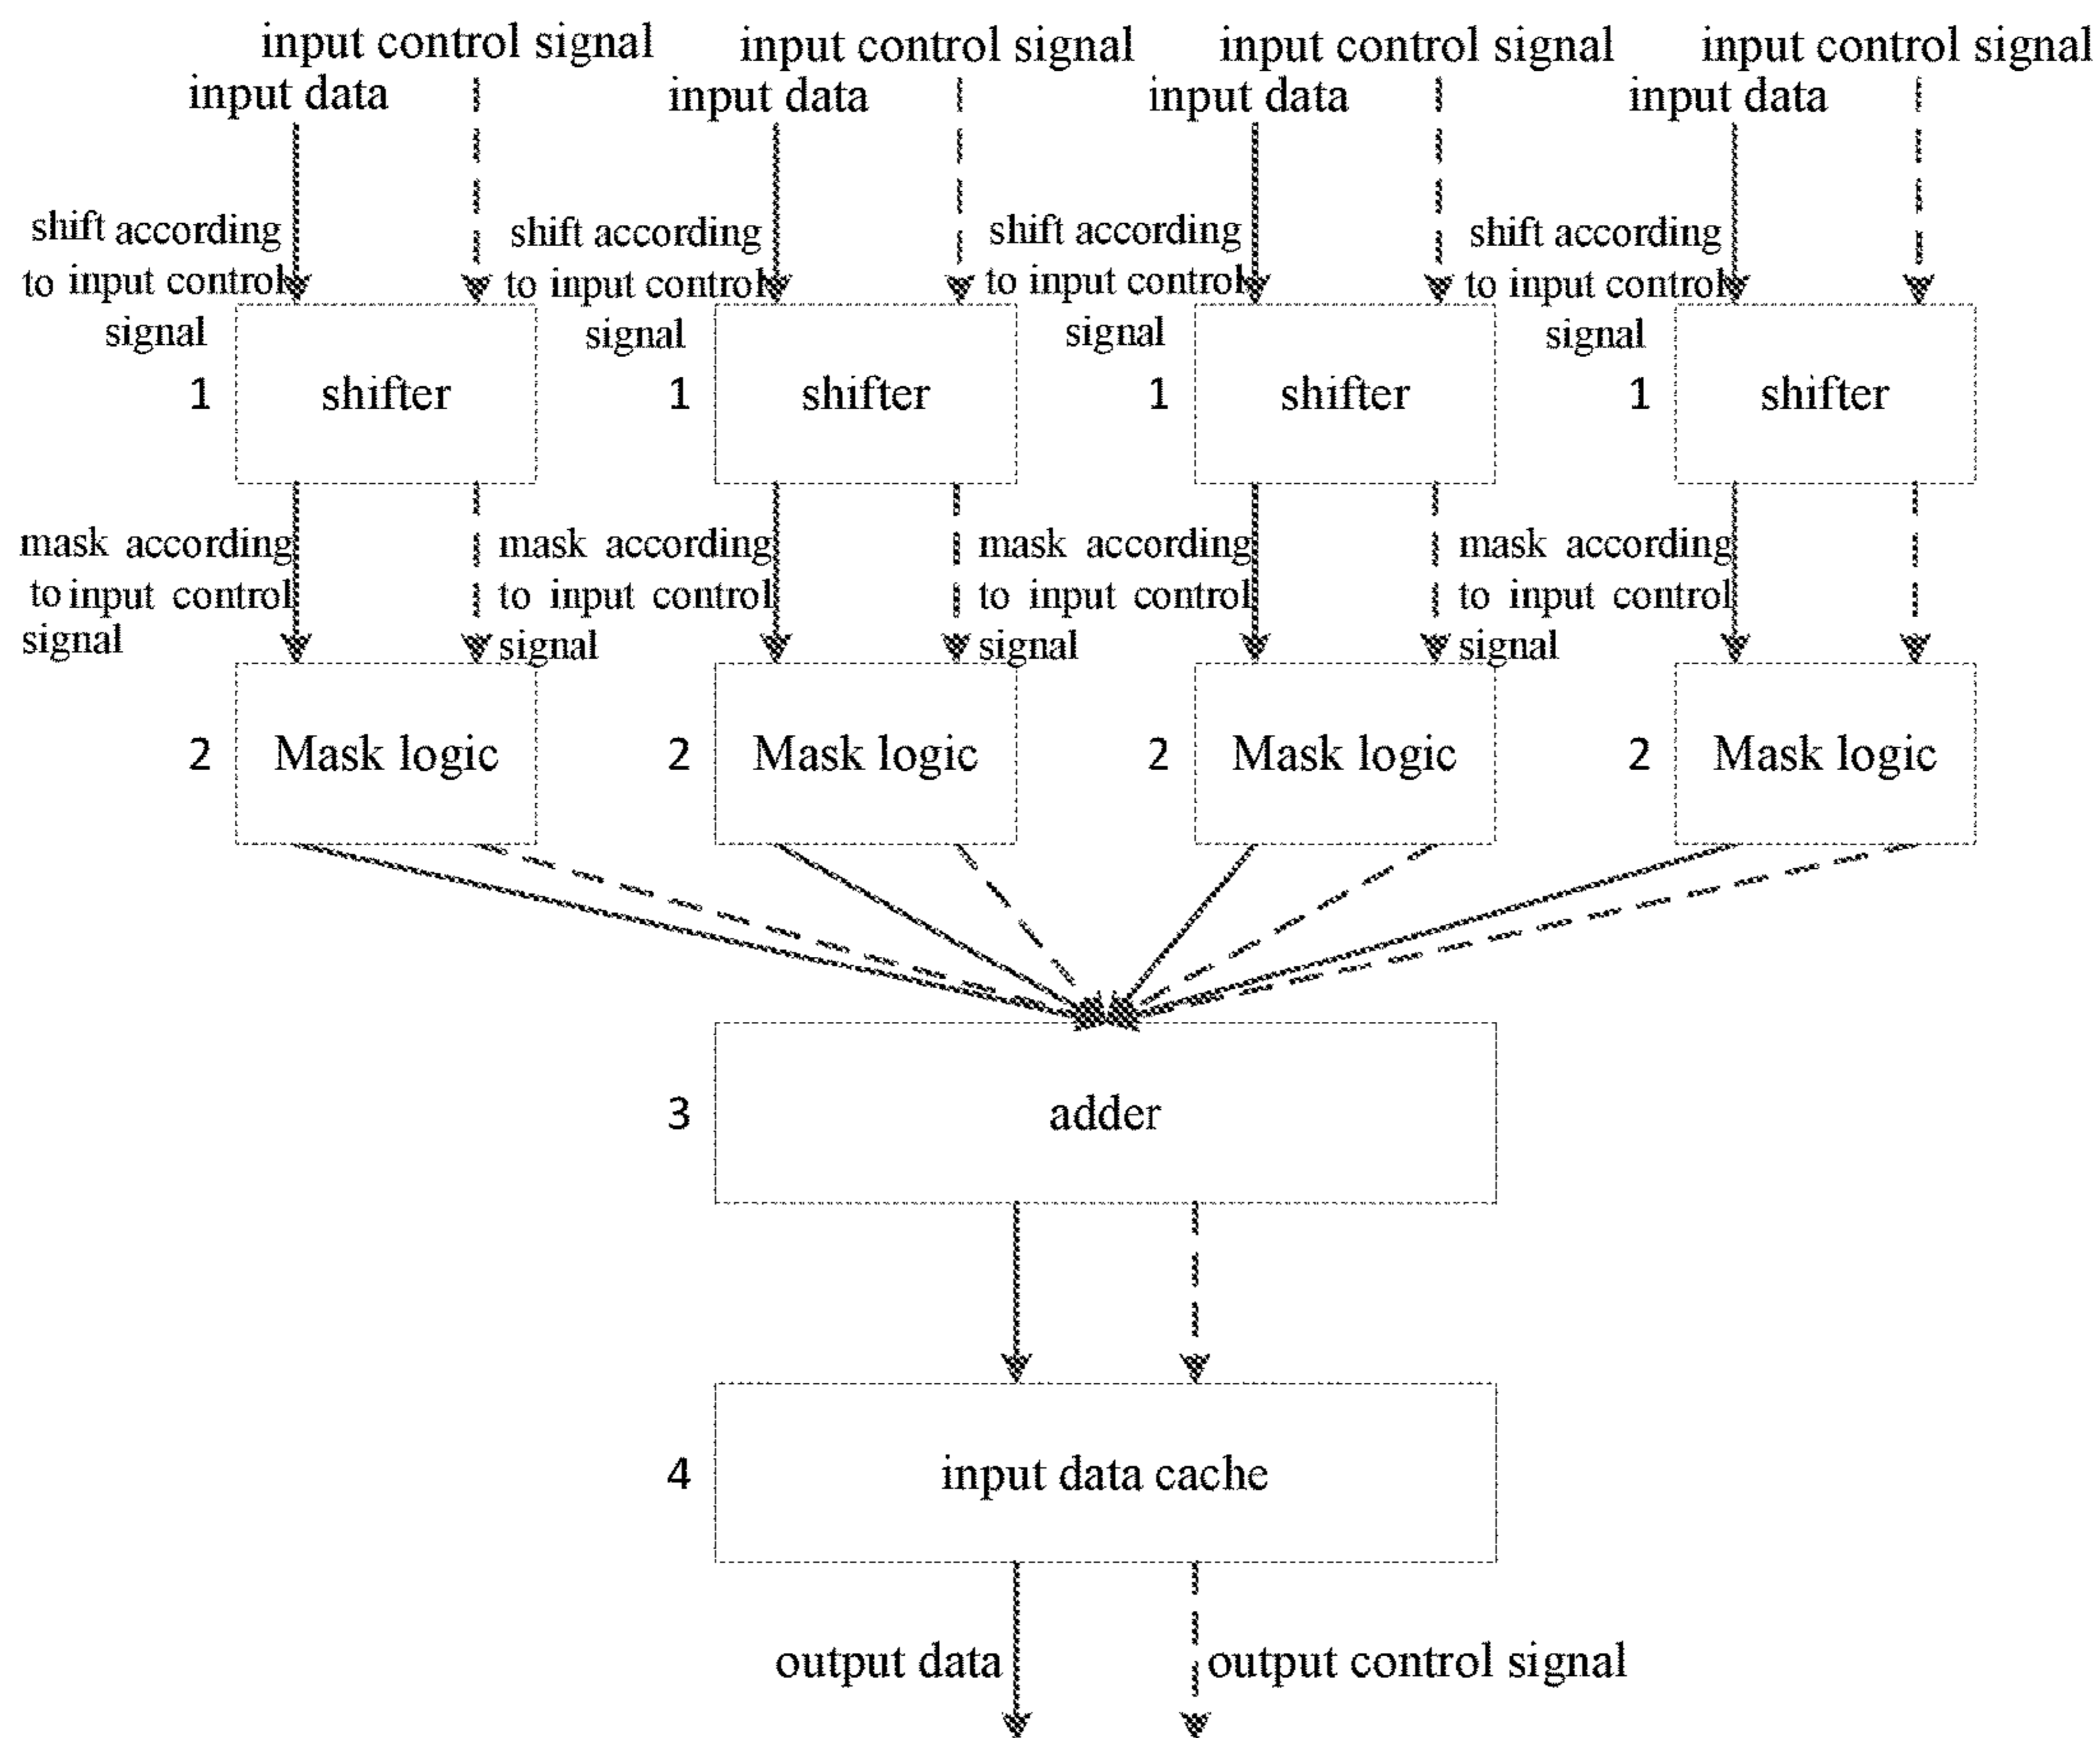 input control signal input control signal input control signal input control signal
input data input data input data input data
shift according shift according shift according shift according
to input control to input control to input control to input control
signal signal signal signal
1 shifter 1 shifter 1 shifter 1 shifter
mask according mask according mask according mask according
to input control to input control to input control to input control
signal signal signal signal
2 Mask logic 2 Mask logic 2 Mask logic 2 Mask logic
3 adder
4 input data cache
output data output control signal